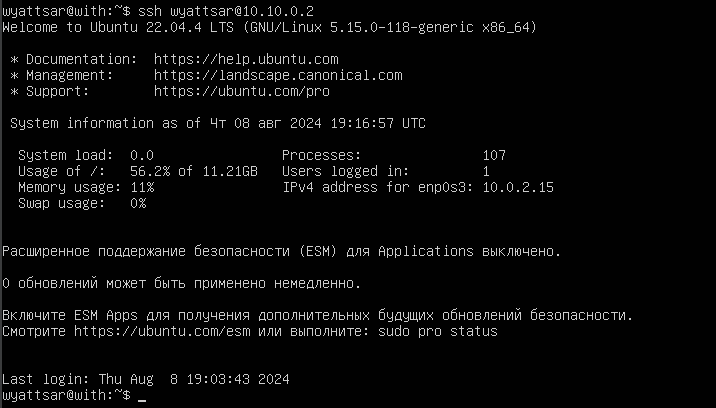 wyattsar@with:~$ ssh wyattsar@10.10.0.2
Welcome to Ubuntu 22.04.4 LTS (GNU/Linux 5.15.0-118-generic x86_64)
* Documentation:  https://help.ubuntu.com
* Management:     https://landscape.canonical.com
* Support:        https://ubuntu.com/pro
System information as of Чт 08 авг 2024 19:16:57 UTC
System load:  0.0                Processes:               107
Usage of /:   56.2% of 11.21GB   Users logged in:         1
Memory usage: 11%                IPv4 address for enp0s3: 10.0.2.15
Swap usage:   0%
Расширенное поддержание безопасности (ESM) для Applications выключено.
0 обновлений может быть применено немедленно.
Включите ESM Apps для получения дополнительных будущих обновлений безопасности.
Смотрите https://ubuntu.com/esm или выполните: sudo pro status
Last login: Thu Aug  8 19:03:43 2024
wyattsar@with:~$ _